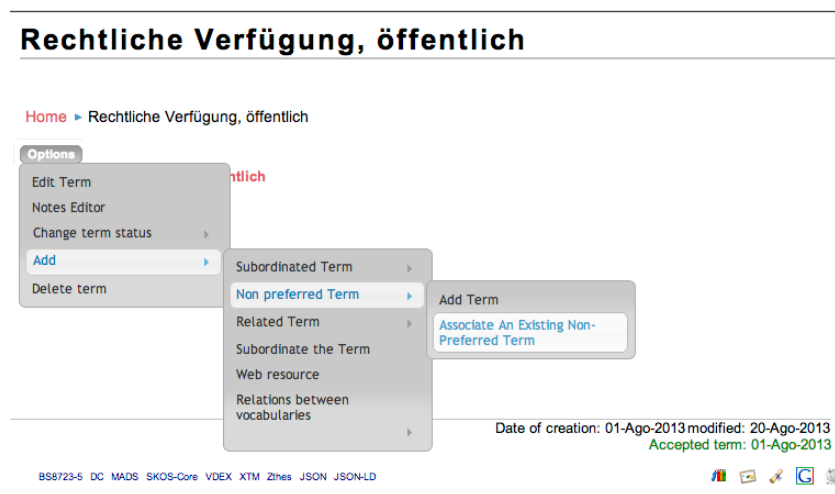 Rechtliche Verfügung, öffentlich
Home ► Rechtliche Verfügung, öffentlich
Options
ntlich
Edit Term
Notes Editor
Change term status
Add
Delete term
Subordinated Term
Non preferred Term
Related Term
Subordinate the Term
Web resource
Relations between
vocabularies
Add Term
Associate An Existing Non-
Preferred Term
Date of creation: 01-Ago-2013 modified: 20-Ago-2013
Accepted term: 01-Ago-2013
BS8723-5 DC MADS SKOS-Core VDEX XTM Zthes JSON JSON-LD